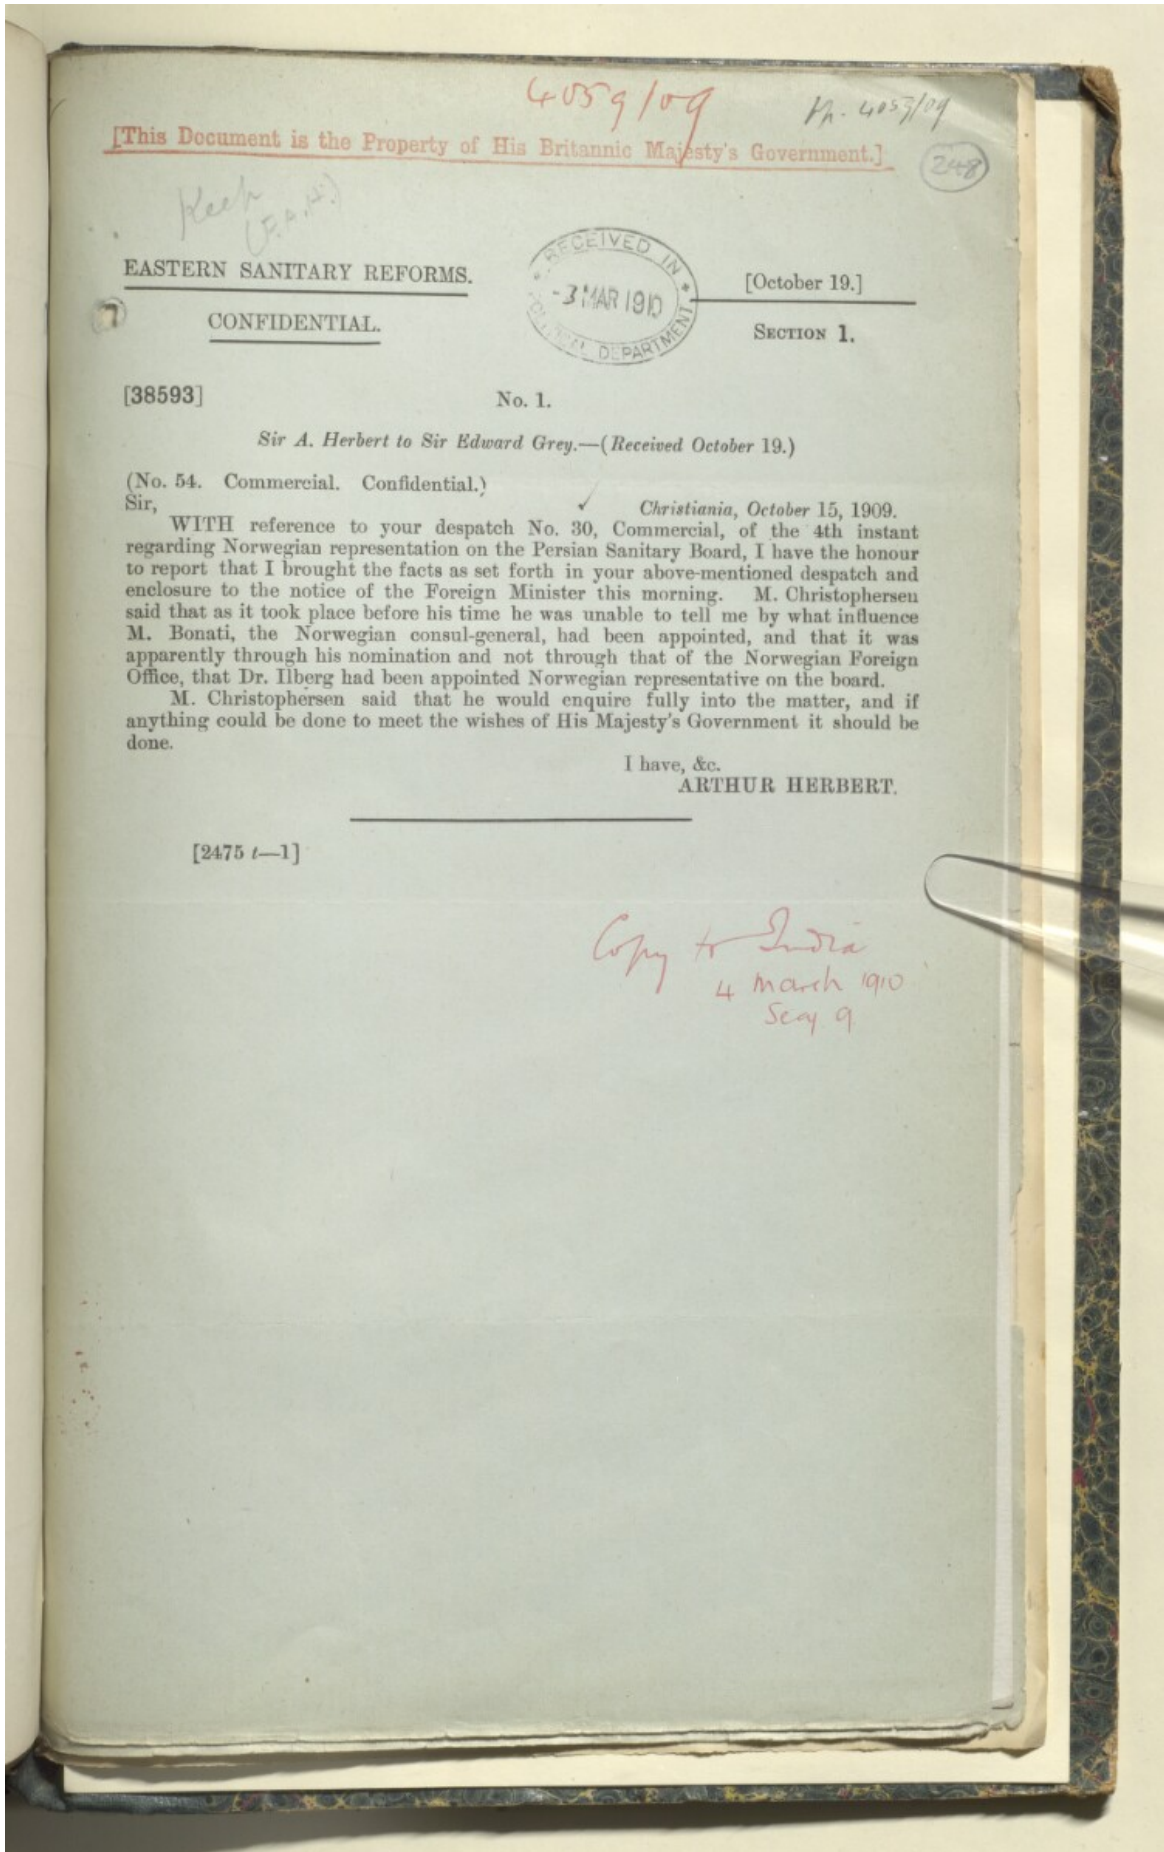 4059/09
4059/09
[This Document is the Property of His Britannic Majesty's Government.]
248
Keep
RECEIVED IN
-3 MAR 1910
POLITICAL DEPARTMENT
EASTERN SANITARY REFORMS.
[October 19.]
CONFIDENTIAL.
SECTION 1.
[38593]
No. 1.
Sir A. Herbert to Sir Edward Grey.—(Received October 19.)
(No. 54. Commercial. Confidential.)
Sir,
Christiania, October 15, 1909.
WITH reference to your despatch No. 30, Commercial, of the 4th instant
regarding Norwegian representation on the Persian Sanitary Board, I have the honour
to report that I brought the facts as set forth in your above-mentioned despatch and
enclosure to the notice of the Foreign Minister this morning. M. Christophersen
said that as it took place before his time he was unable to tell me by what influence
M. Bonati, the Norwegian consul-general, had been appointed, and that it was
apparently through his nomination and not through that of the Norwegian Foreign
Office, that Dr. Ilberg had been appointed Norwegian representative on the board.
M. Christophersen said that he would enquire fully into the matter, and if
anything could be done to meet the wishes of His Majesty's Government it should be
done.
I have, &c.
ARTHUR HERBERT.
[2475 t—1]
Copy to India
4 March 1910
Secy 9